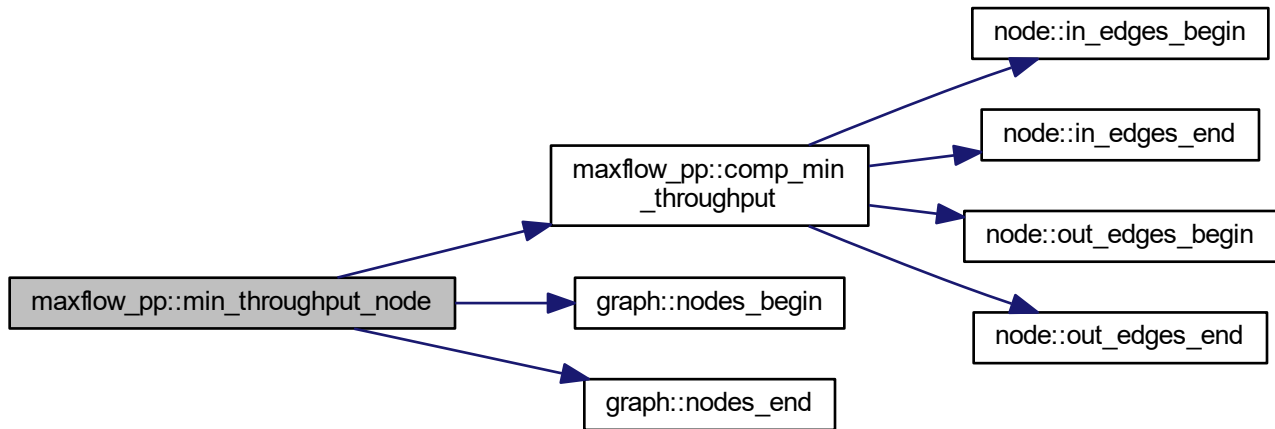 node::in_edges_begin
node::in_edges_end
maxflow_pp::comp_min
_throughput
node::out_edges_begin
maxflow_pp::min_throughput_node
graph::nodes_begin
node::out_edges_end
graph::nodes_end